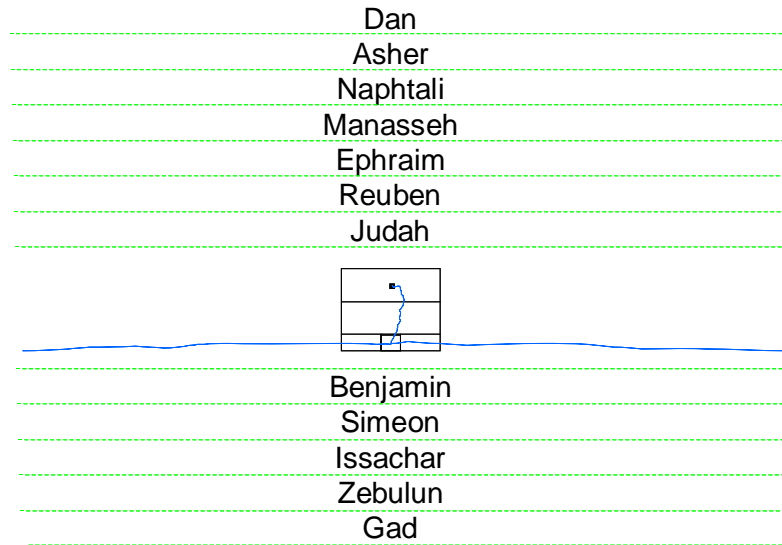 Dan
Asher
Naphtali
Manasseh
Ephraim
Reuben
Judah
Benjamin
Simeon
Issachar
Zebulun
Gad